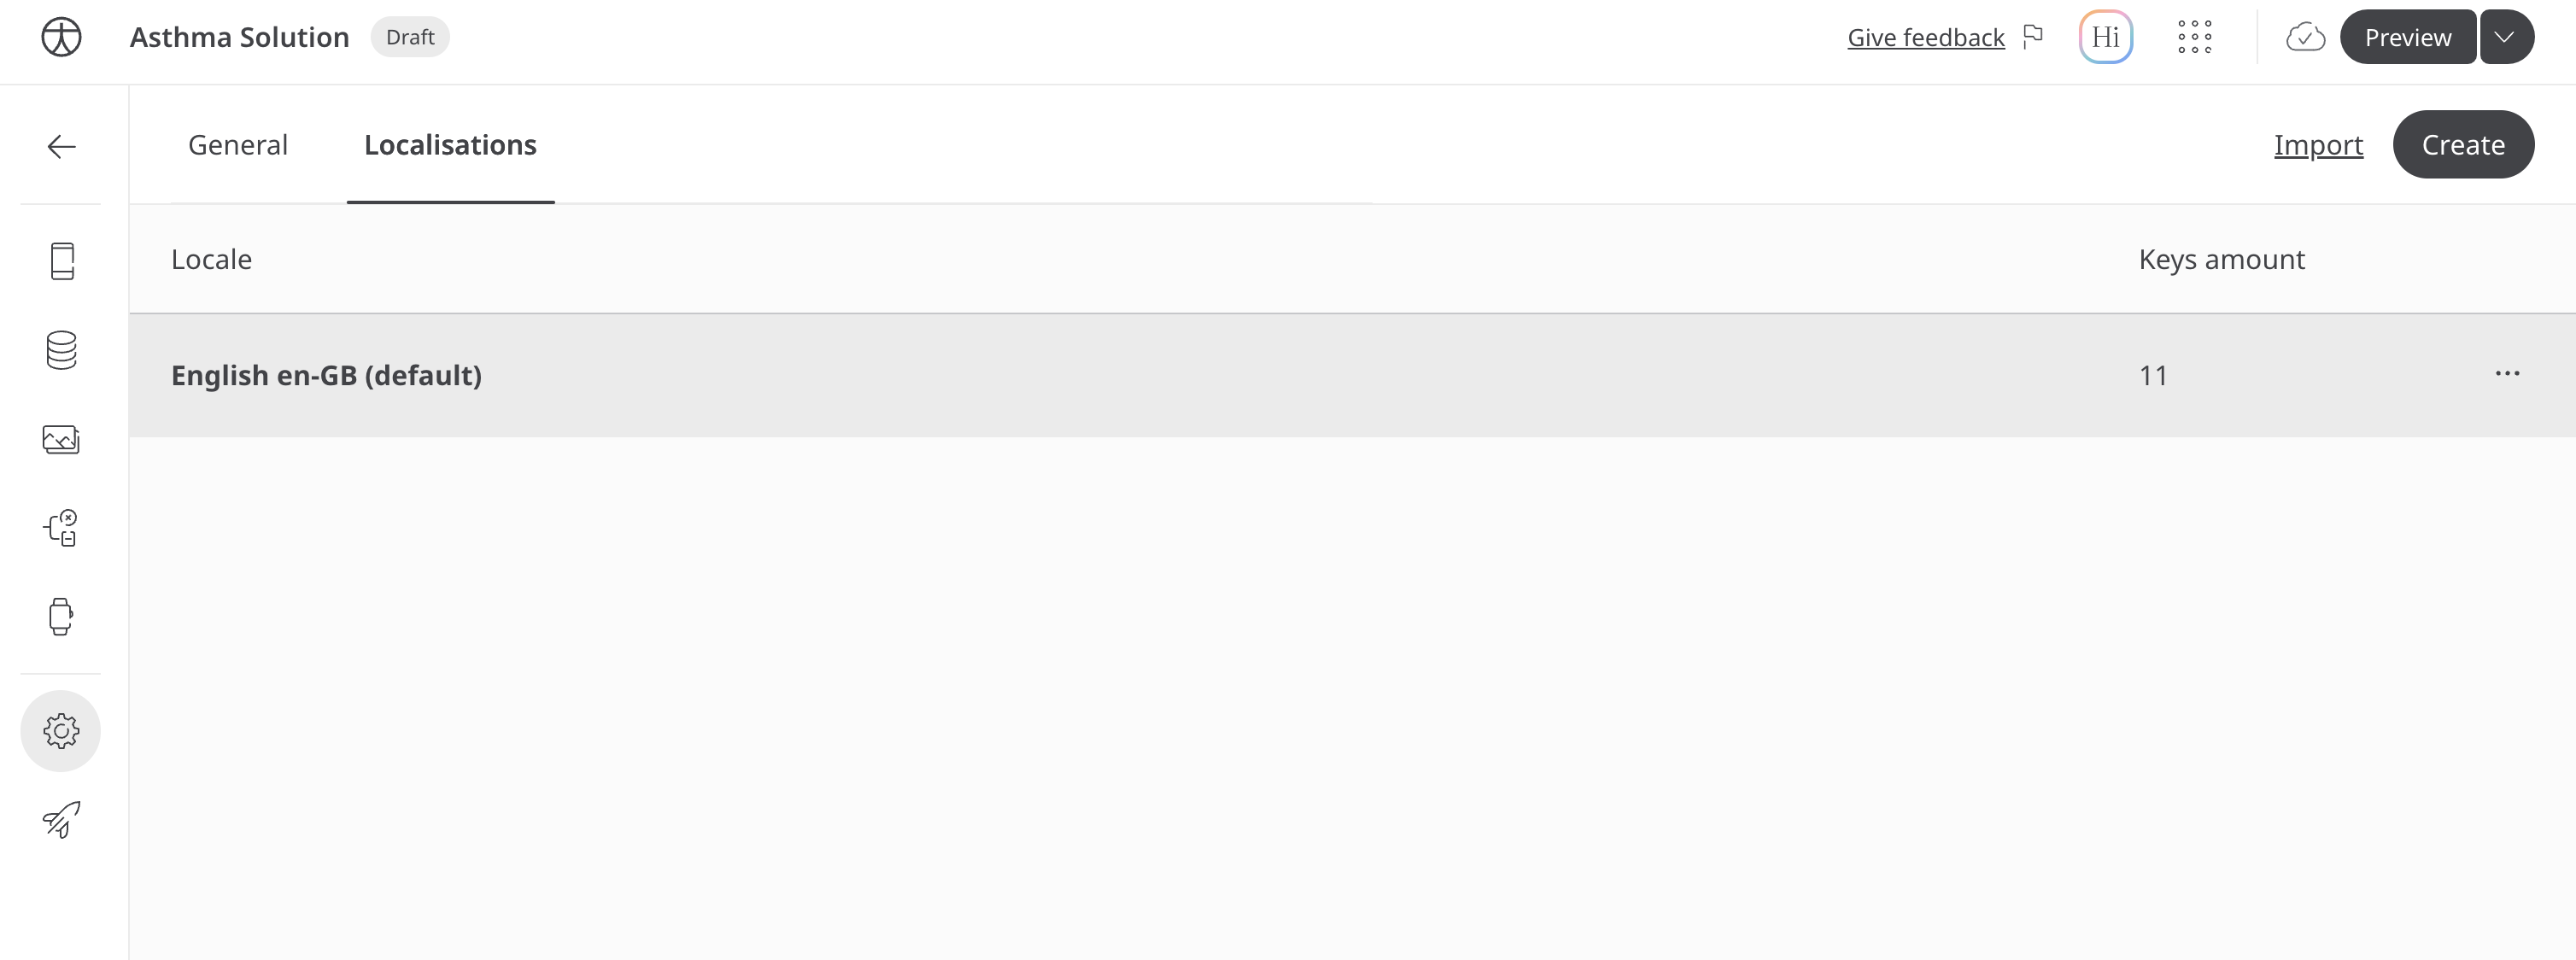 Asthma Solution Draft Give feedback Hi Preview
General Localisations Import Create
Locale Keys amount
English en-GB (default) 11